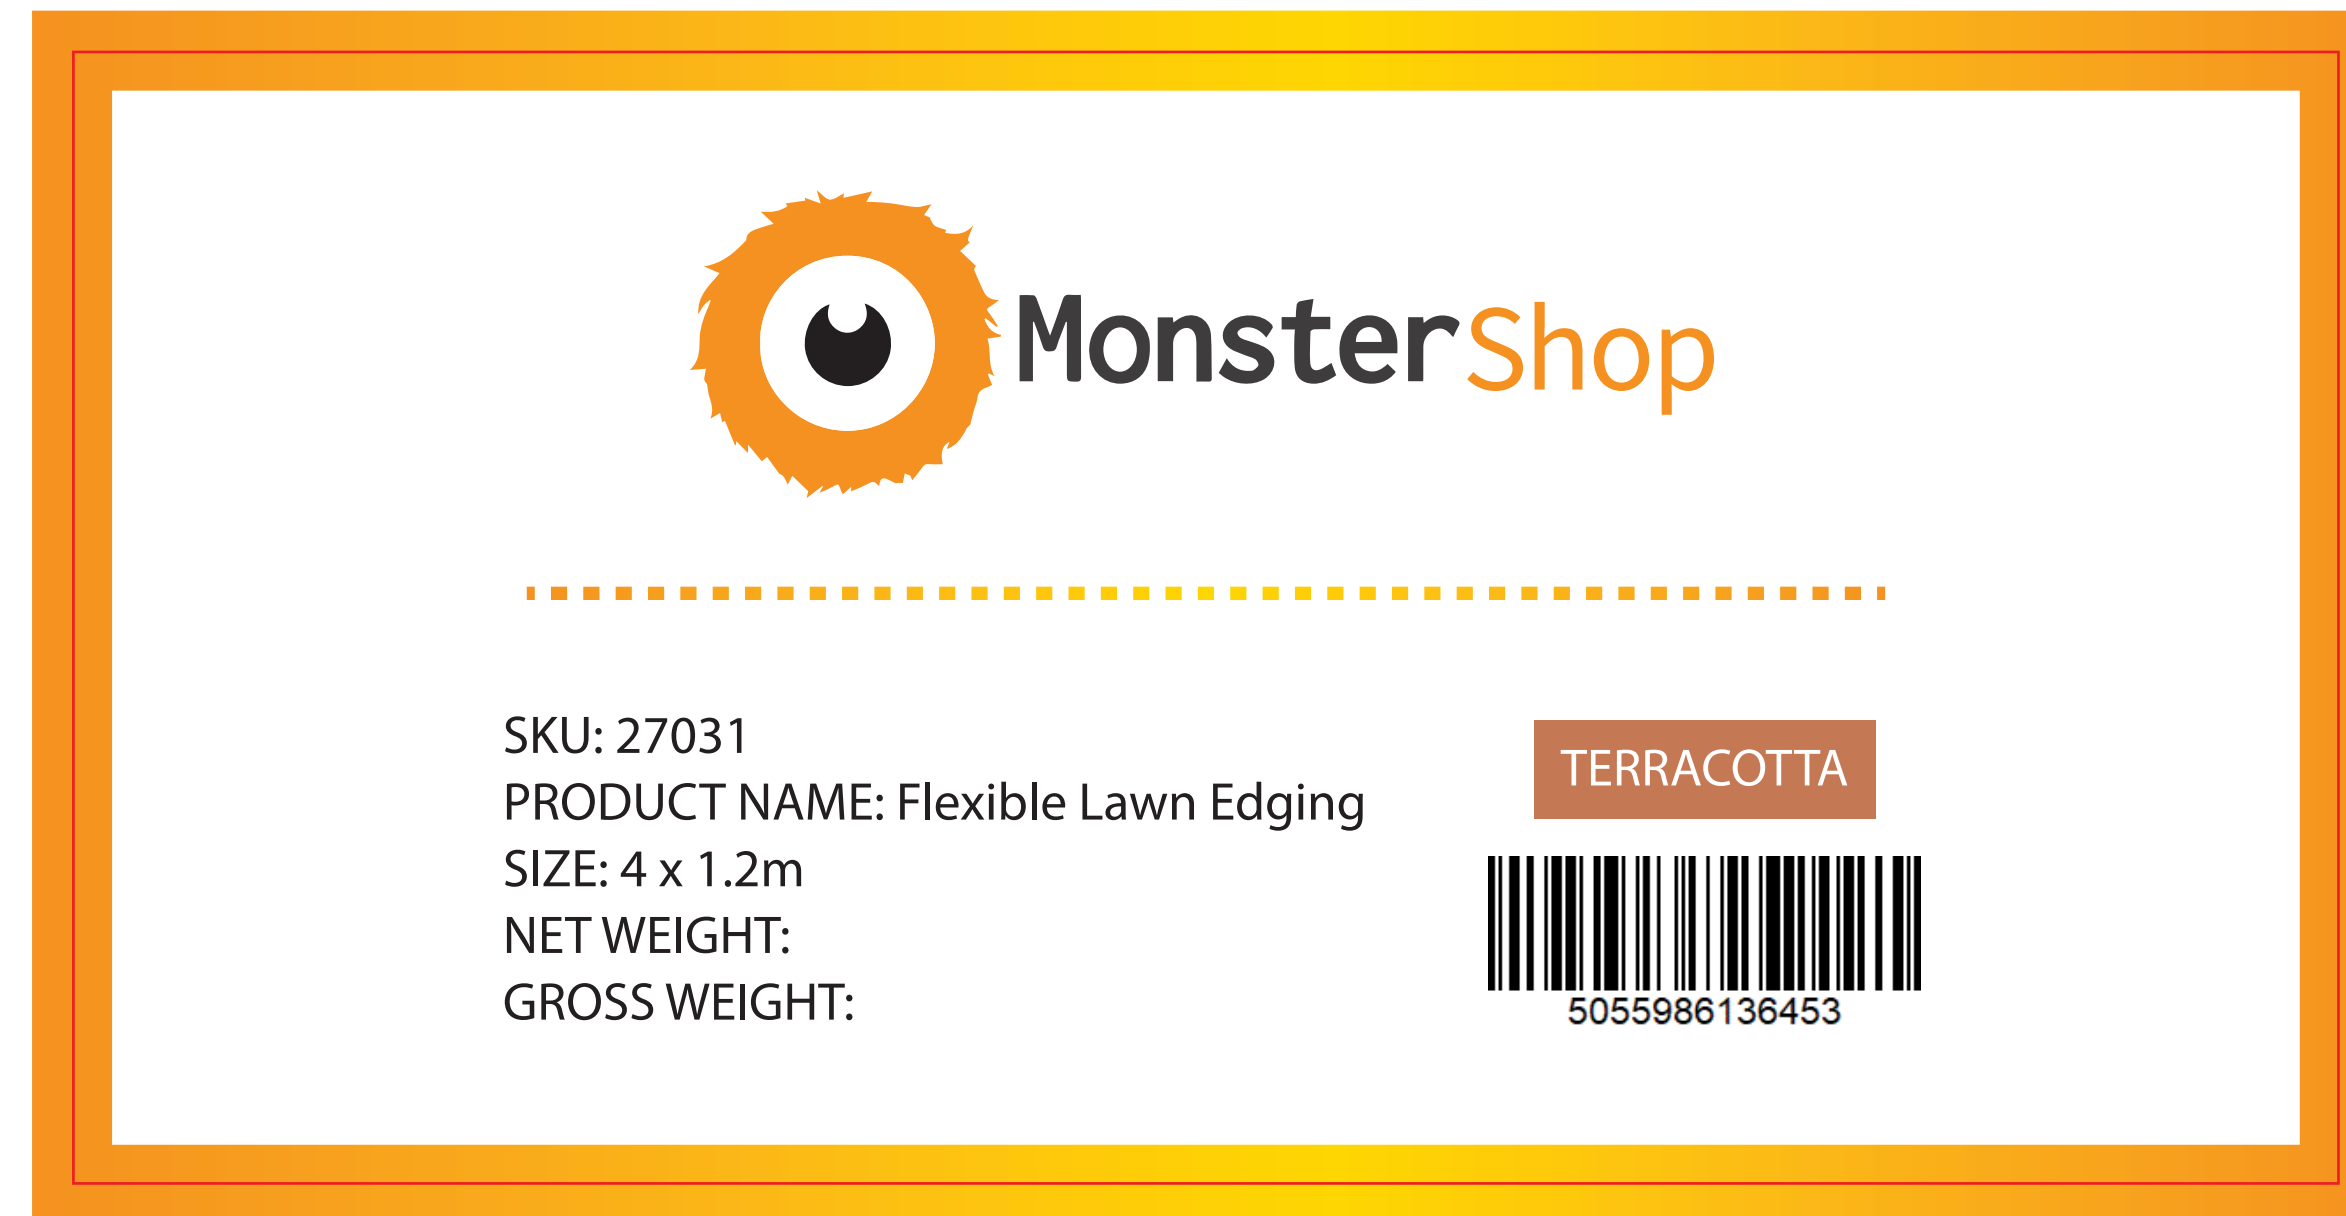 MonsterShop
SKU: 27031
PRODUCT NAME: Flexible Lawn Edging
SIZE: 4 x 1.2m
NET WEIGHT:
GROSS WEIGHT:
TERRACOTTA
5055986136453